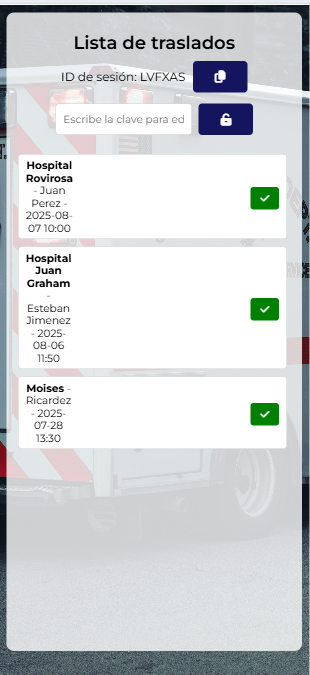 Lista de traslados
ID de sesión: LVFXAS
Escribe la clave para ed
Hospital
Rovirosa
- Juan
Perez -
2025-08-
07 10:00
Hospital
Juan
Graham
-
Esteban
Jimenez
- 2025-
08-06
11:50
Moises -
Ricardez
- 2025-
07-28
13:30